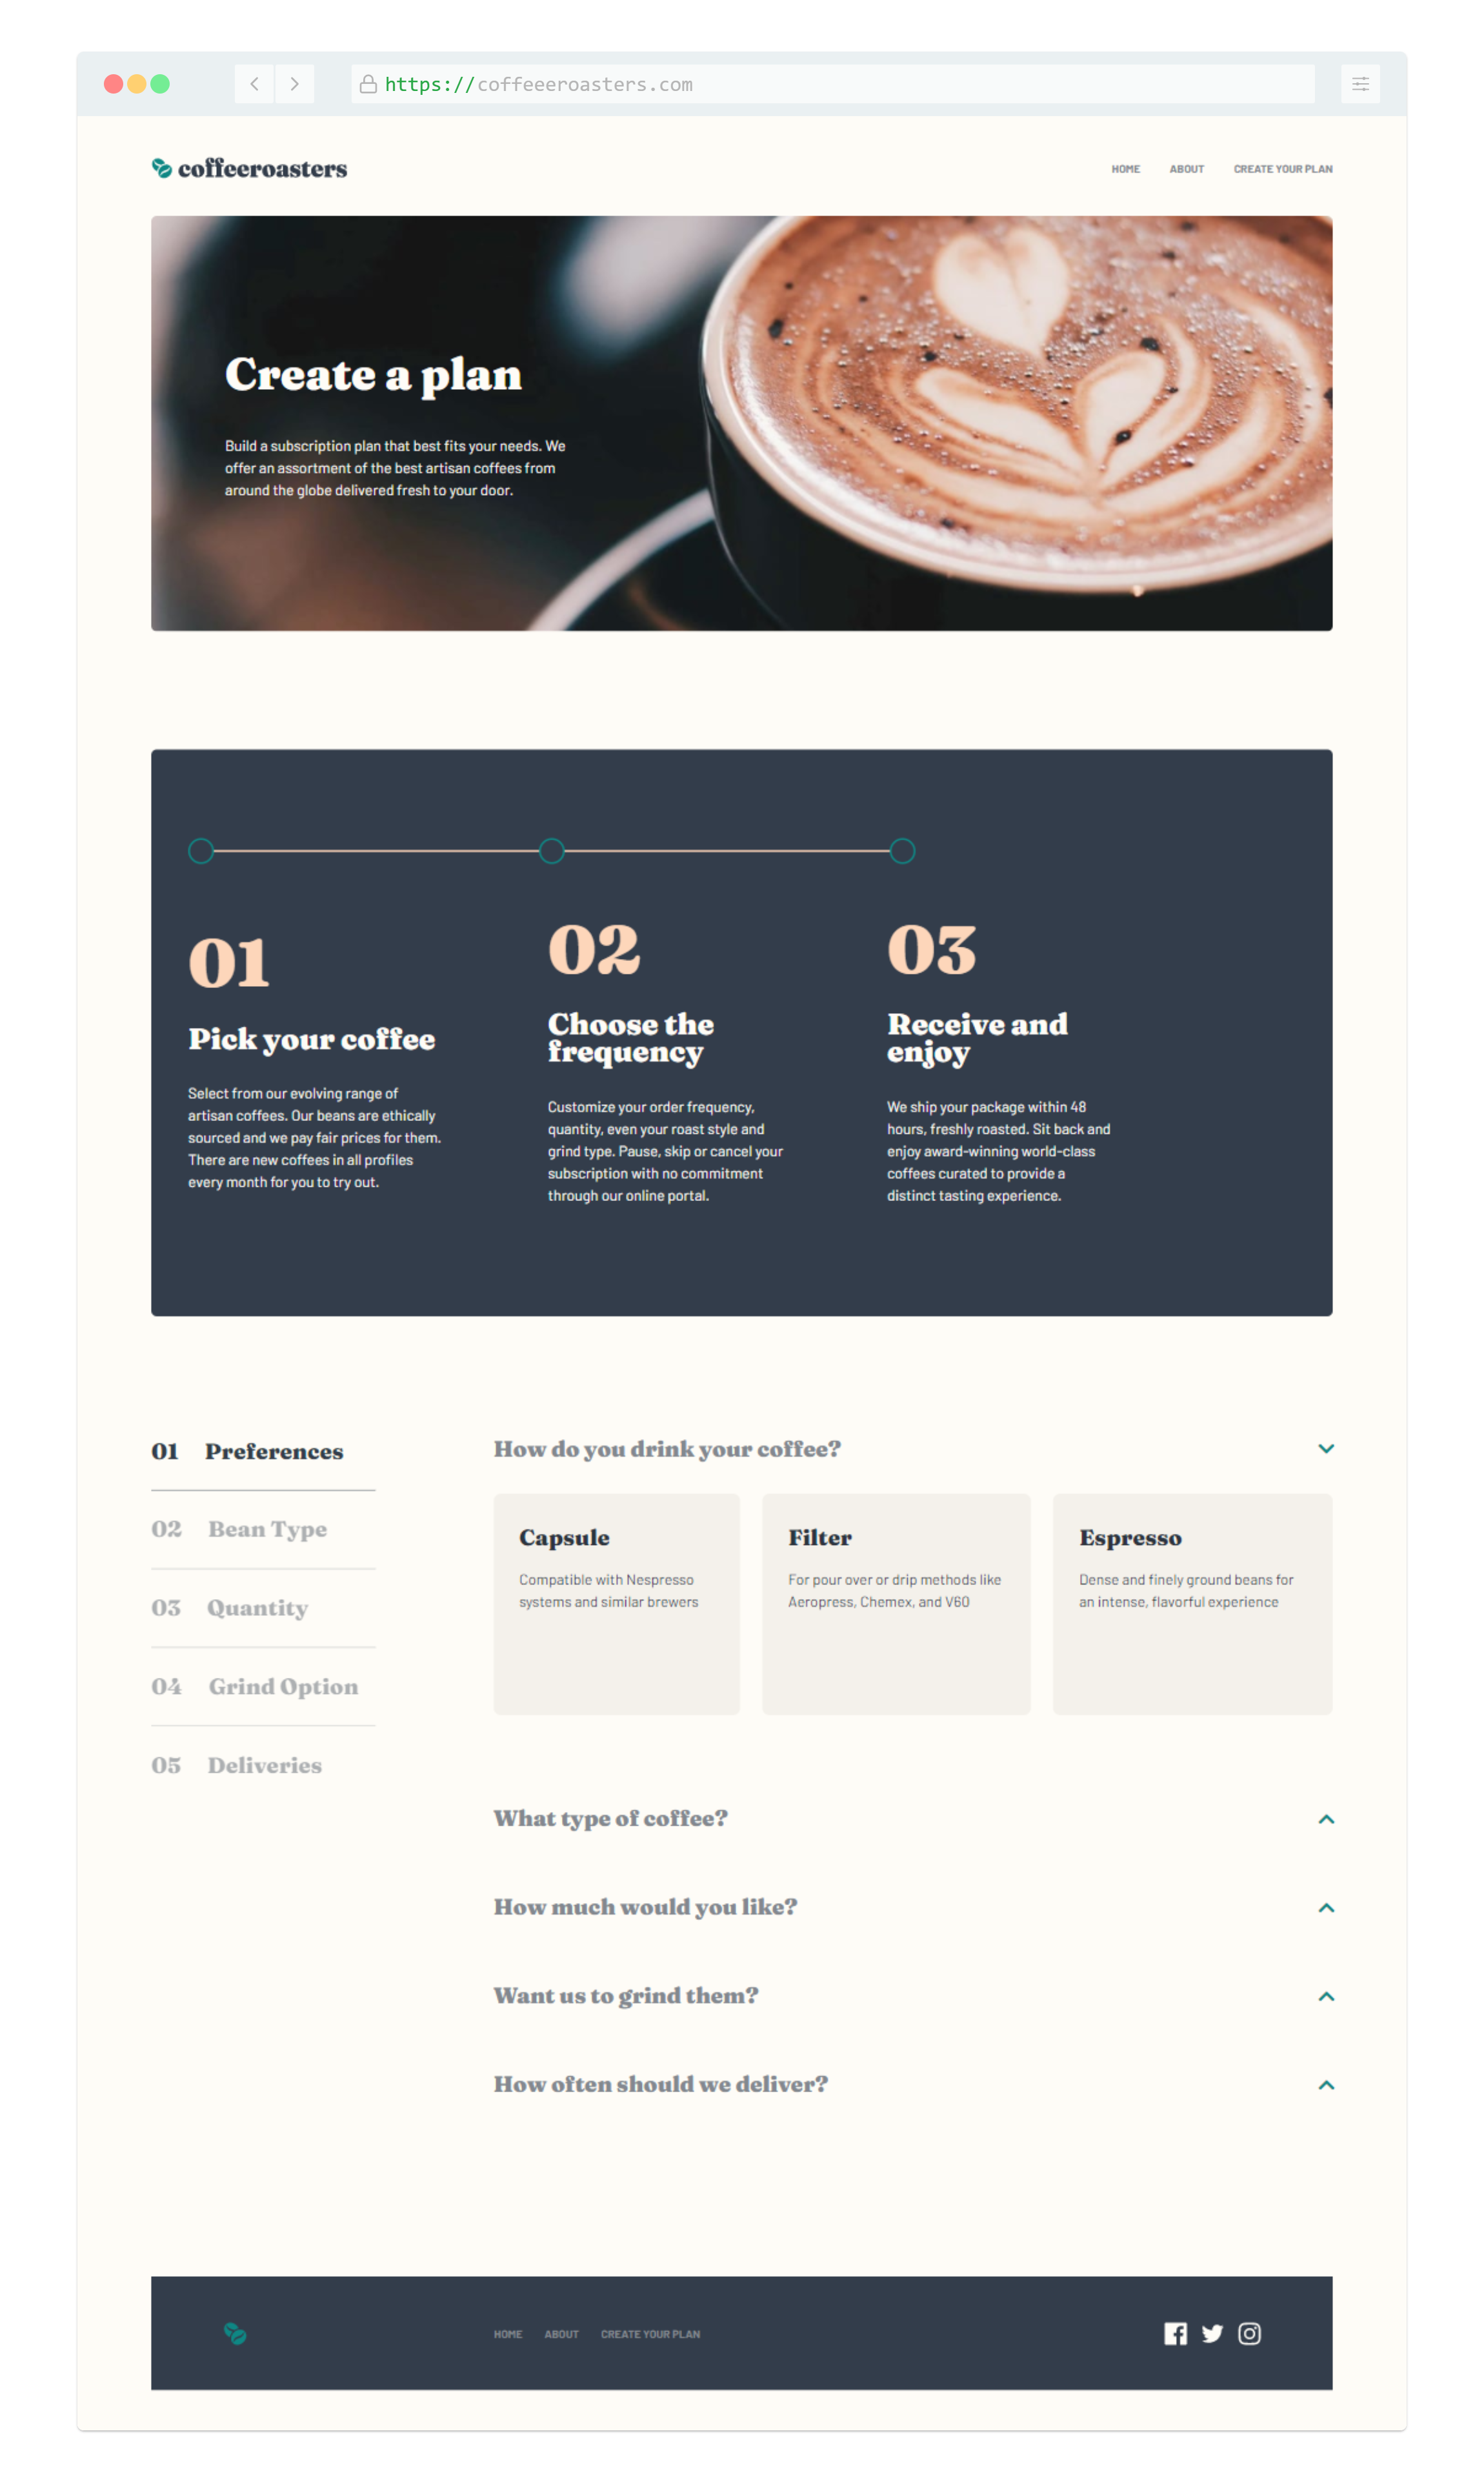 https://coffeeeroasters.com
coffeeroasters
HOME ABOUT CREATE YOUR PLAN
Create a plan
Build a subscription plan that best fits your needs. We
offer an assortment of the best artisan coffees from
around the globe delivered fresh to your door.
01
Pick your coffee
Select from our evolving range of
artisan coffees. Our beans are ethically
sourced and we pay fair prices for them.
There are new coffees in all profiles
every month for you to try out.
02
Choose the
frequency
Customize your order frequency,
quantity, even your roast style and
grind type. Pause, skip or cancel your
subscription with no commitment
through our online portal.
03
Receive and
enjoy
We ship your package within 48
hours, freshly roasted. Sit back and
enjoy award-winning world-class
coffees curated to provide a
distinct tasting experience.
01 Preferences
02 Bean Type
03 Quantity
04 Grind Option
05 Deliveries
How do you drink your coffee?
Capsule
Compatible with Nespresso
systems and similar brewers
Filter
For pour over or drip methods like
Aeropress, Chemex, and V60
Espresso
Dense and finely ground beans for
an intense, flavorful experience
What type of coffee?
How much would you like?
Want us to grind them?
How often should we deliver?
HOME ABOUT CREATE YOUR PLAN